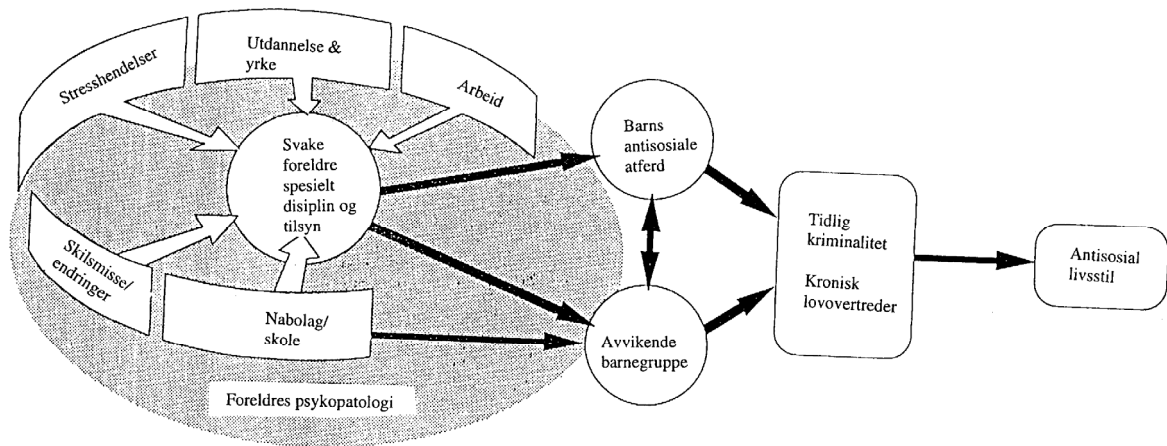 Stresshendelser
Utdannelse &
yrke
Arbeid
Svake
foreldre
spesielt
disiplin og
tilsyn
Skilsmisse/
endringer
Nabolag/
skole
Foreldres psykopatologi
Barns
antisosiale
atferd
Avvikende
barnegruppe
Tidlig
kriminalitet
Kronisk
lovovertreder
Antisosial
livsstil